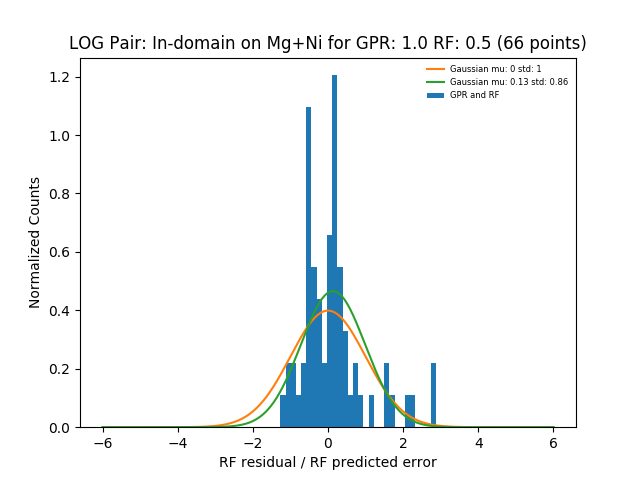 LOG Pair: In-domain on Mg+Ni for GPR: 1.0 RF: 0.5 (66 points)
Gaussian mu: 0 std: 1
Gaussian mu: 0.13 std: 0.86
GPR and RF
Normalized Counts
1.2
1.0
0.8
0.6
0.4
0.2
0.0
−6 −4 −2 0 2 4 6
RF residual / RF predicted error